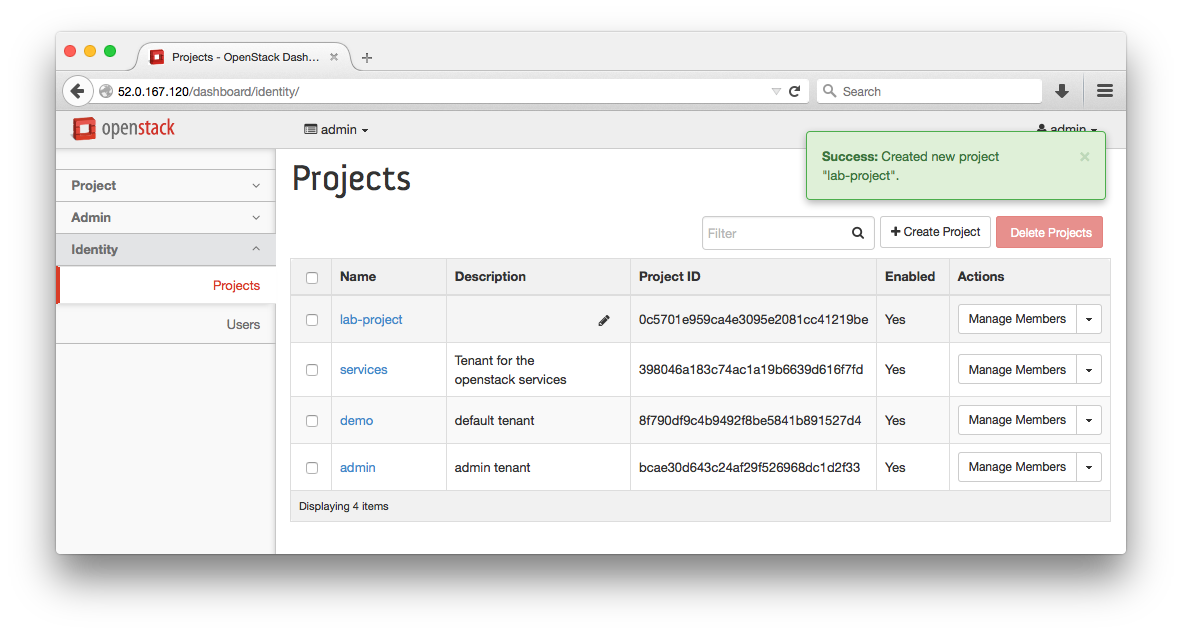 Projects - OpenStack Dash...
52.0.167.120/dashboard/identity/
Search
openstack
admin
admin
Success: Created new project
"lab-project".
Project
Admin
Identity
Projects
Users
Projects
Filter
Create Project
Delete Projects
Name Description Project ID Enabled Actions
lab-project 0c5701e959ca4e3095e2081cc41219be Yes Manage Members
services Tenant for the
openstack services 398046a183c74ac1a19b6639d616f7fd Yes Manage Members
demo default tenant 8f790df9c4b9492f8be5841b891527d4 Yes Manage Members
admin admin tenant bcae30d643c24af29f526968dc1d2f33 Yes Manage Members
Displaying 4 items